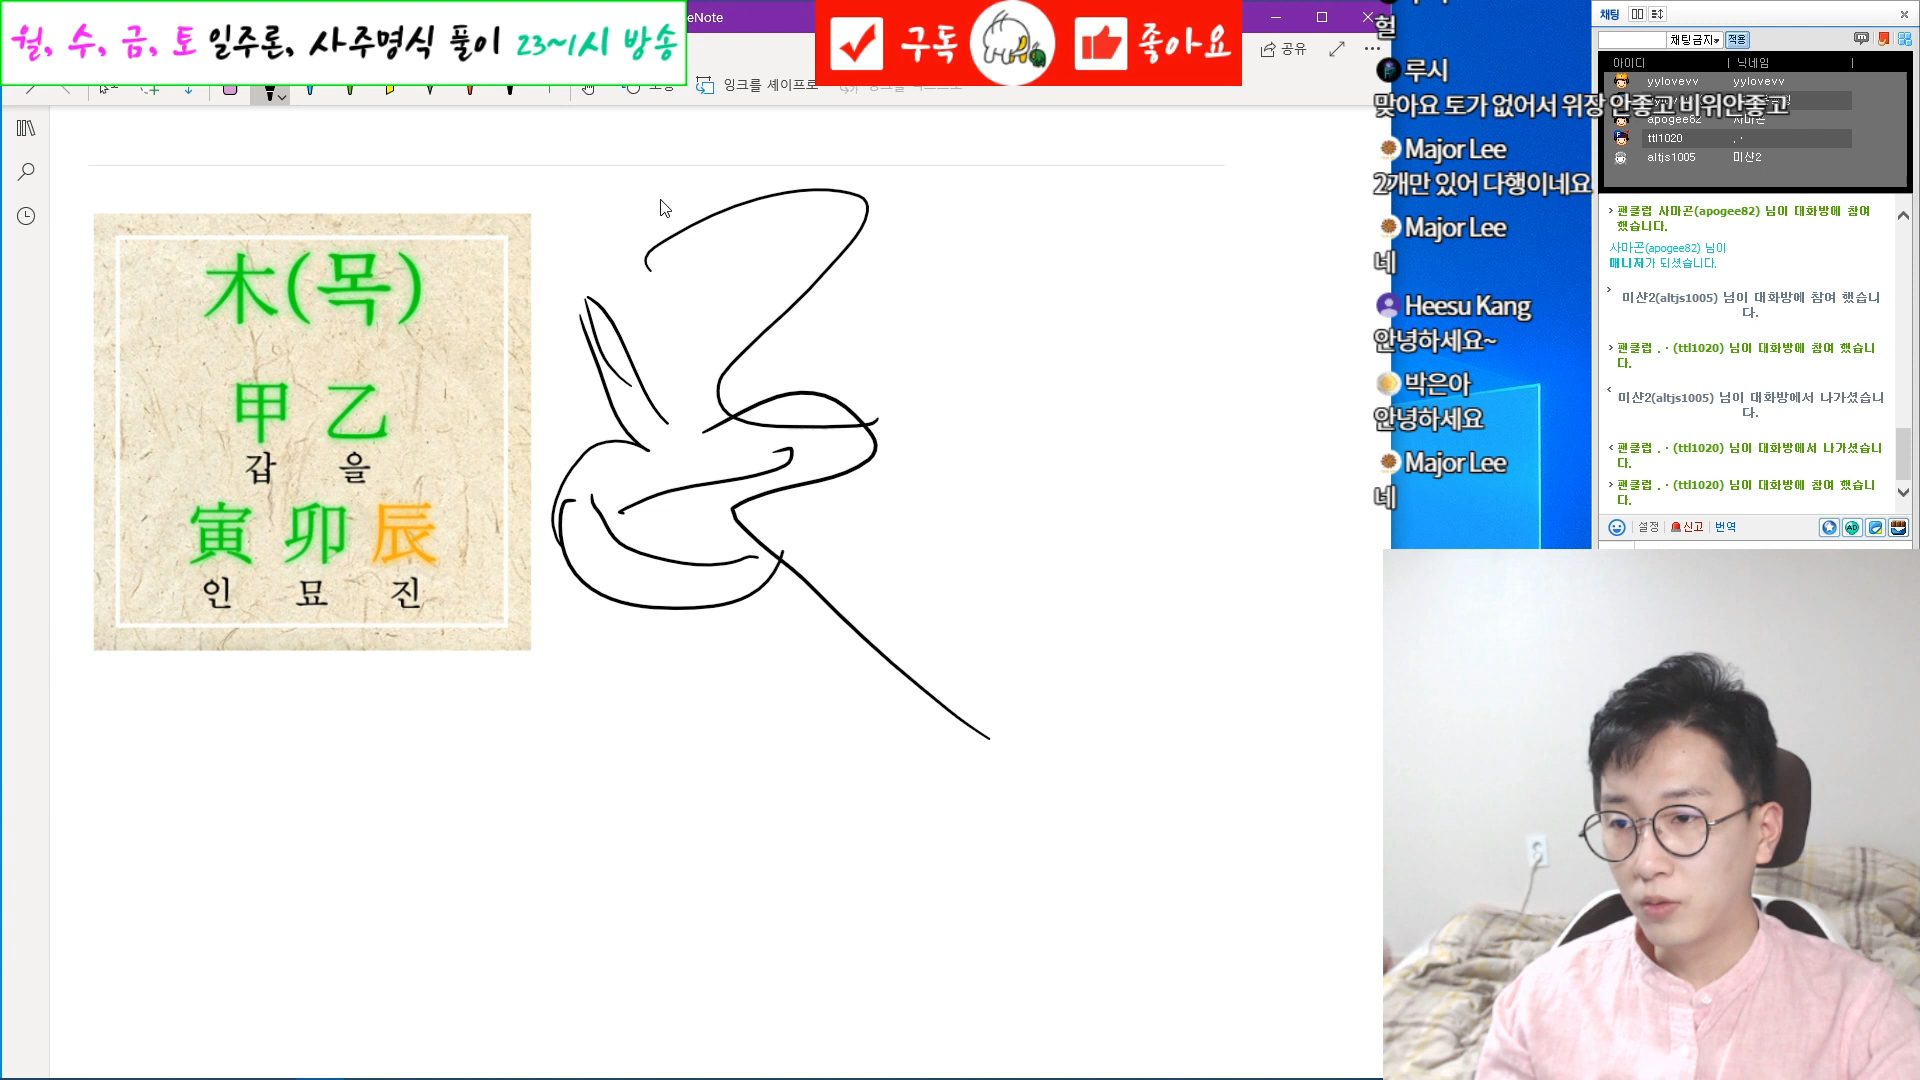 월, 수, 금, 토 일주론, 사주명식 풀이 23~1시 방송
eNote
구독
좋아요
공유
잉크를 셰이프로
木(목)
甲 乙
갑 을
寅 卯 辰
인 묘 진
헐
루시
맞아요 토가 없어서 위장 안좋고 비위안좋고
Major Lee
2개만 있어 다행이네요
Major Lee
네
Heesu Kang
안녕하세요~
박은아
안녕하세요
Major Lee
네
채팅
채팅금지 적용
아이디 닉네임
yylovevv yylovevv
apogee82 사마곤
ttl1020 . ·
altjs1005 미샨2
팬클럽 사마곤(apogee82) 님이 대화방에 참여
했습니다.
사마곤(apogee82) 님이
매니저가 되셨습니다.
미샨2(altjs1005) 님이 대화방에 참여 했습니
다.
팬클럽 . · (ttl1020) 님이 대화방에 참여 했습니
다.
미샨2(altjs1005) 님이 대화방에서 나가셨습니
다.
팬클럽 . · (ttl1020) 님이 대화방에서 나가셨습니
다.
팬클럽 . · (ttl1020) 님이 대화방에 참여 했습니
다.
설정 신고 번역